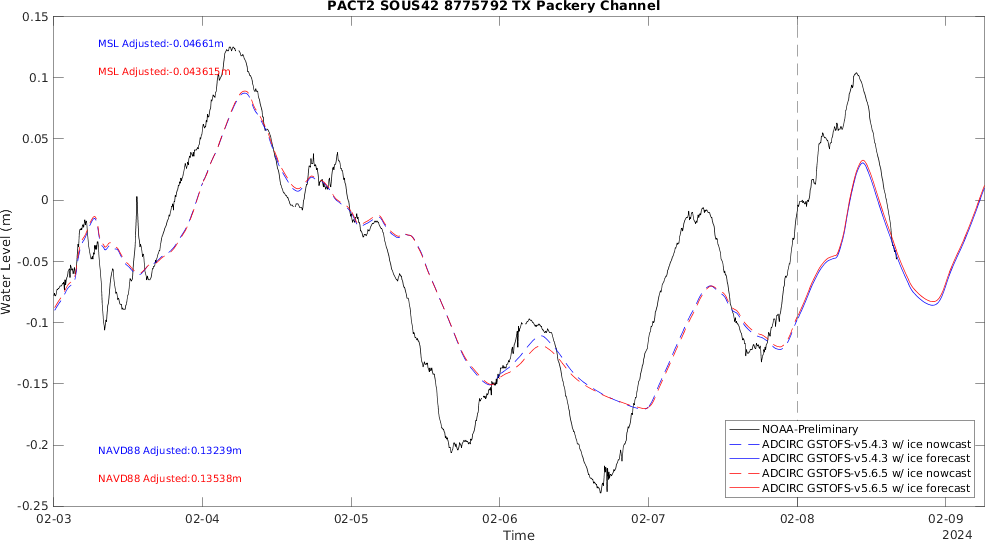 PACT2 SOUS42 8775792 TX Packery Channel
0.15
0.1
0.05
0
-0.05
-0.1
-0.15
-0.2
-0.25
Water Level (m)
MSL Adjusted:-0.04661m
MSL Adjusted:-0.043615m
NAVD88 Adjusted:0.13239m
NAVD88 Adjusted:0.13538m
NOAA-Preliminary
ADCIRC GSTOFS-v5.4.3 w/ ice nowcast
ADCIRC GSTOFS-v5.4.3 w/ ice forecast
ADCIRC GSTOFS-v5.6.5 w/ ice nowcast
ADCIRC GSTOFS-v5.6.5 w/ ice forecast
02-03 02-04 02-05 02-06 02-07 02-08 02-09
Time
2024